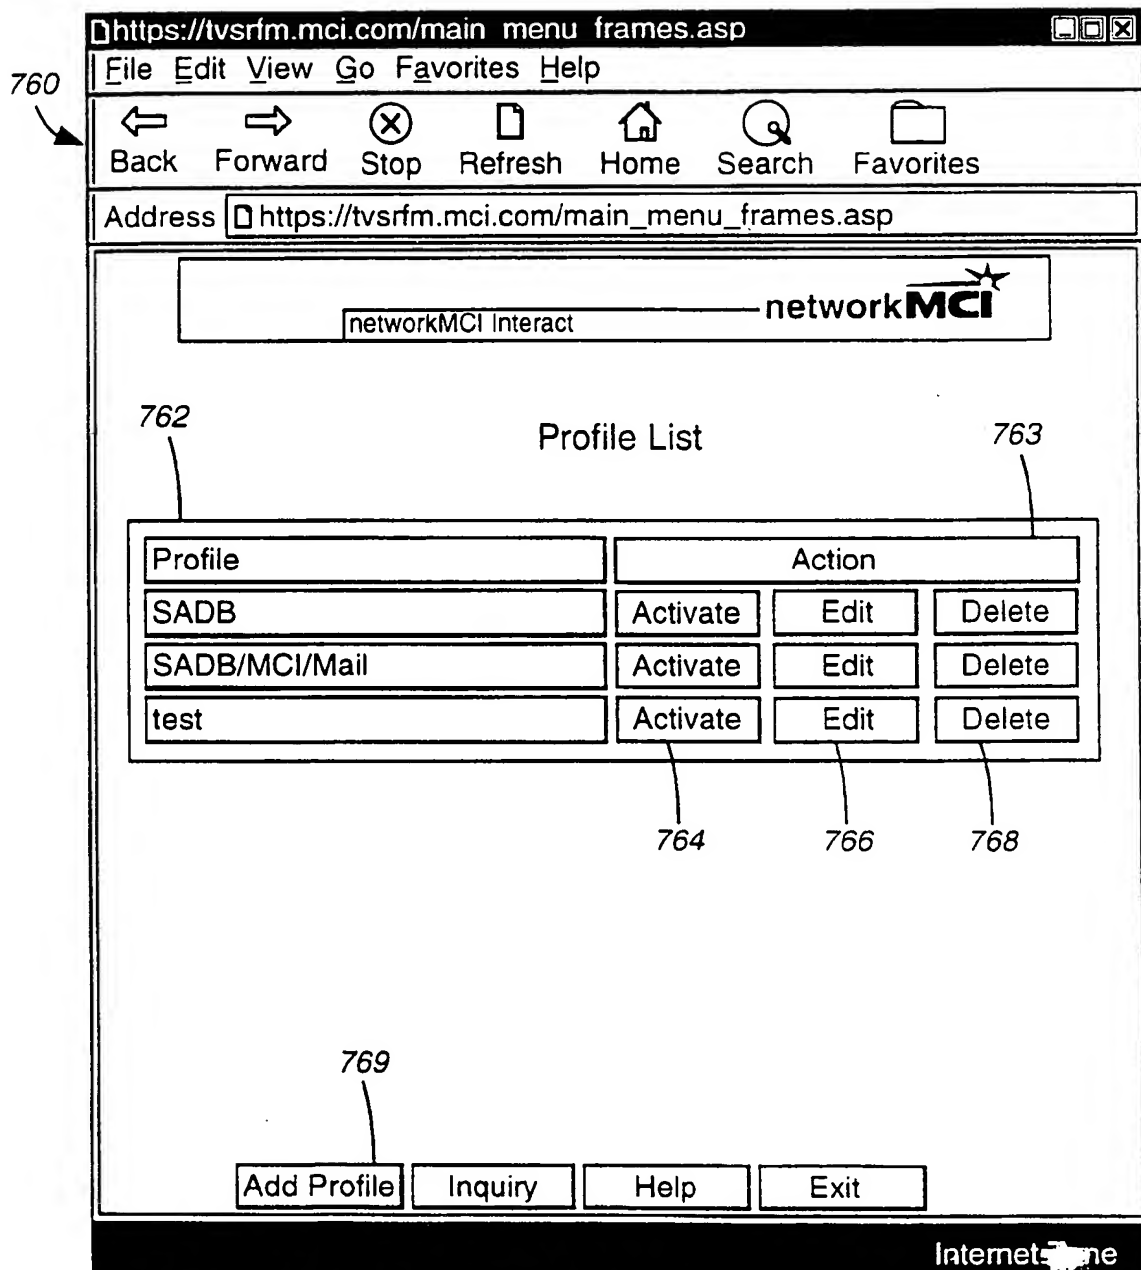 https://tvsrfm.mci.com/main_menu_frames.asp
File Edit View Go Favorites Help
760
Back Forward Stop Refresh Home Search Favorites
Address https://tvsrfm.mci.com/main_menu_frames.asp
networkMCI
networkMCI Interact
762
Profile List
763
Profile Action
SADB Activate Edit Delete
SADB/MCI/Mail Activate Edit Delete
test Activate Edit Delete
764 766 768
769
Add Profile Inquiry Help Exit
Internet